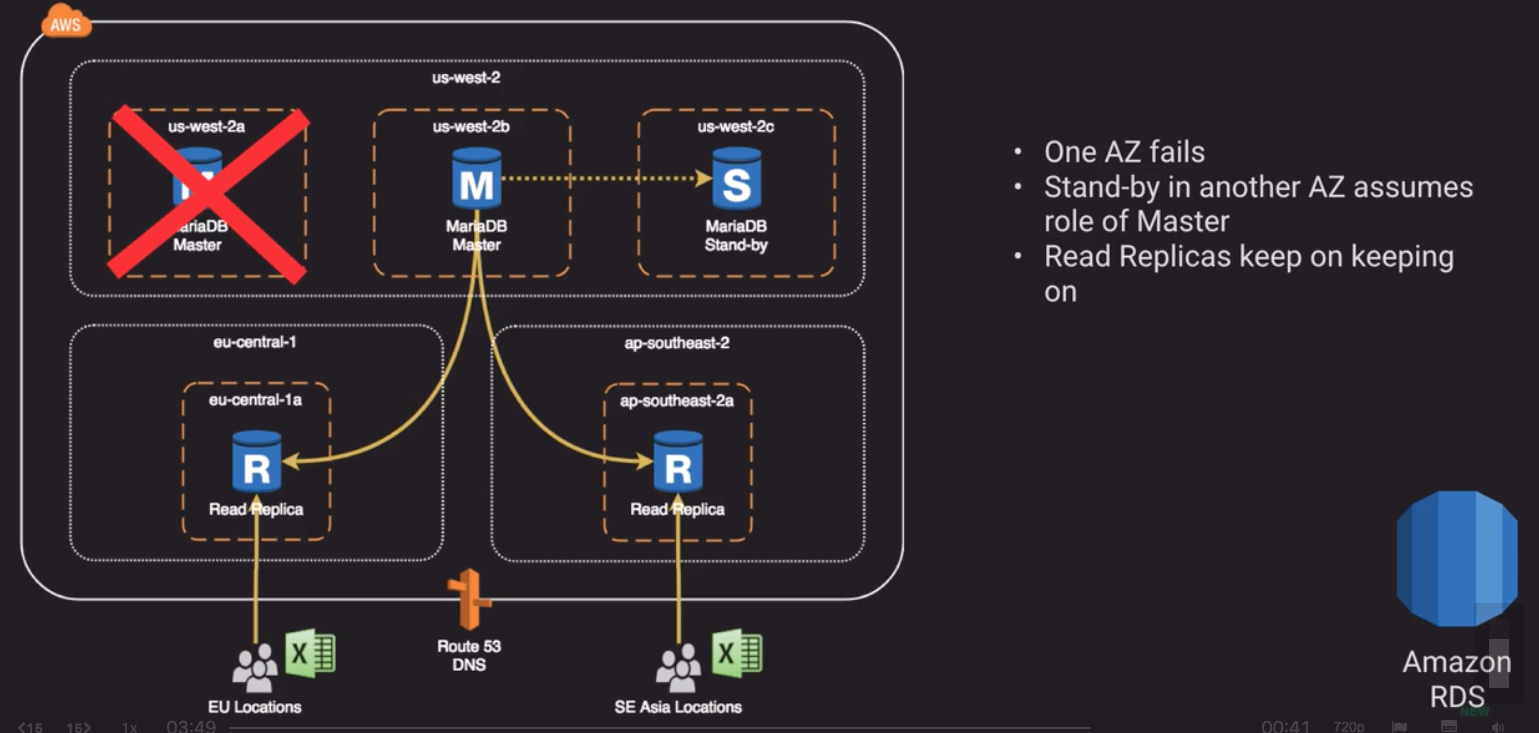 AWS
us-west-2
us-west-2a
MariaDB
Master
us-west-2b
M
MariaDB
Master
us-west-2c
S
MariaDB
Stand-by
eu-central-1
eu-central-1a
R
Read Replica
ap-southeast-2
ap-southeast-2a
R
Read Replica
Route 53
DNS
X
EU Locations
X
SE Asia Locations
• One AZ fails
• Stand-by in another AZ assumes
role of Master
• Read Replicas keep on keeping
on
Amazon
RDS
NEW
<15 15> 1x 03:49 00:41 720p